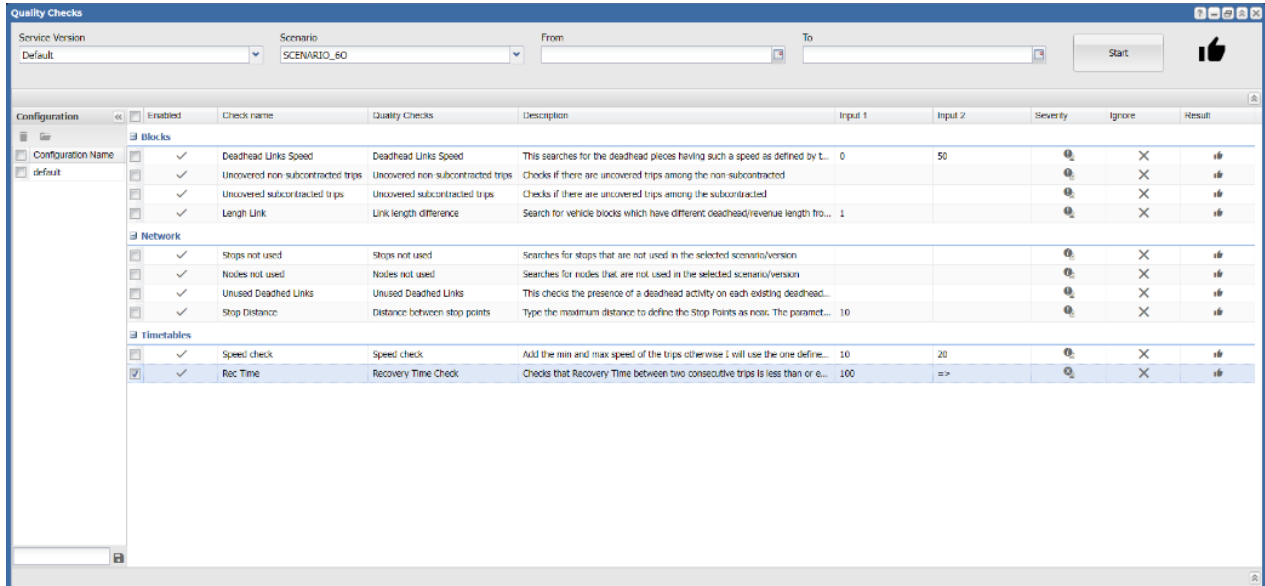 Quality Checks
Service Version Scenario From To
Default SCENARIO_60 Start
Configuration Enabled Check name Quality Checks Description Input 1 Input 2 Severity Ignore Result
Blocks
Configuration Name Deadhead Links Speed Deadhead Links Speed This searches for the deadhead pieces having such a speed as defined by t... 0 50
default Uncovered non-subcontracted trips Uncovered non-subcontracted trips Checks if there are uncovered trips among the non-subcontracted
Uncovered subcontracted trips Uncovered subcontracted trips Checks if there are uncovered trips among the subcontracted
Lengh Link Link length difference Search for vehicle blocks which have different deadhead/revenue length fro... 1
Network
Stops not used Stops not used Searches for stops that are not used in the selected scenario/version
Nodes not used Nodes not used Searches for nodes that are not used in the selected scenario/version
Unused Deadhed Links Unused Deadhed Links This checks the presence of a deadhead activity on each existing deadhead...
Stop Distance Distance between stop points Type the maximum distance to define the Stop Points as near. The paramet... 10
Timetables
Speed check Speed check Add the min and max speed of the trips otherwise I will use the one define... 10 20
Rec Time Recovery Time Check Checks that Recovery Time between two consecutive trips is less than or e... 100 =>